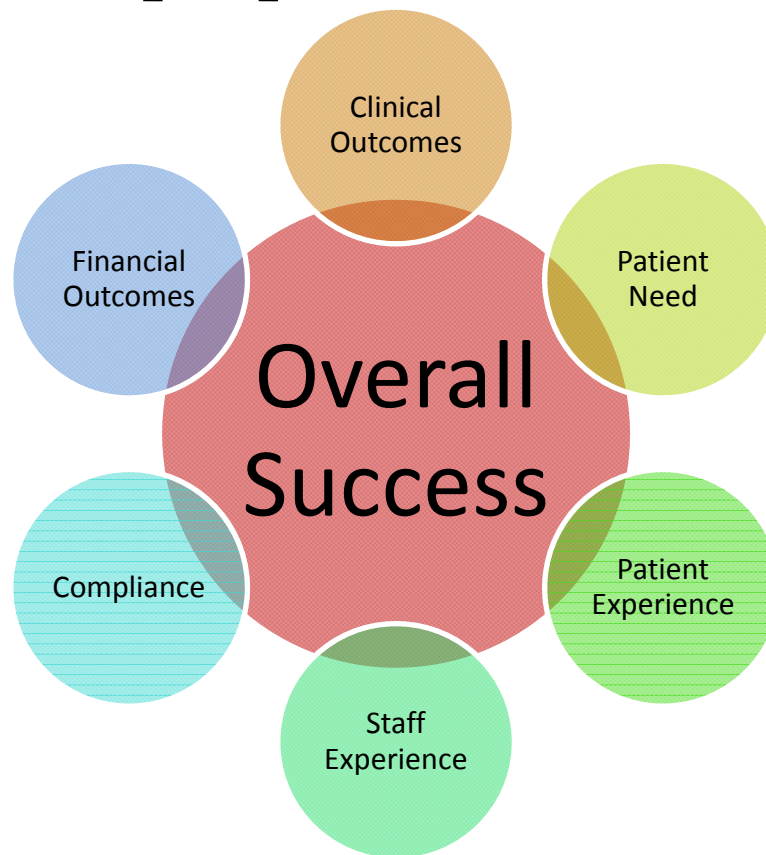 Clinical
Outcomes
Patient
Need
Patient
Experience
Staff
Experience
Compliance
Financial
Outcomes
Overall
Success